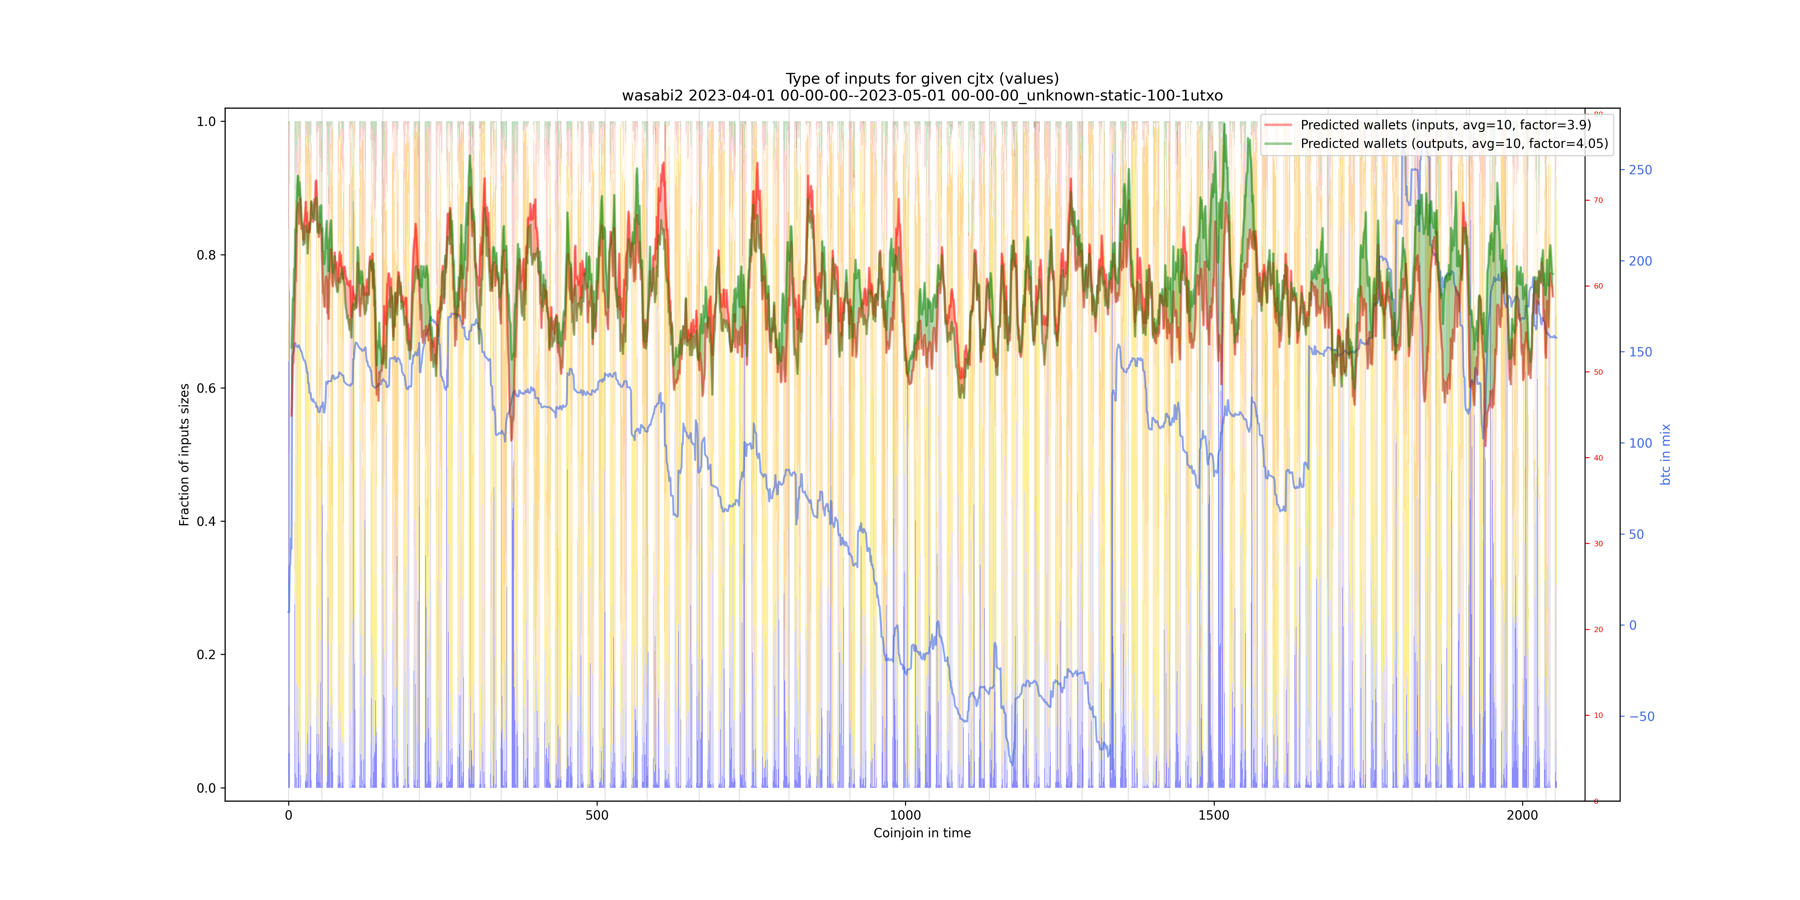 Type of inputs for given cjtx (values)
wasabi2 2023-04-01 00-00-00--2023-05-01 00-00-00_unknown-static-100-1utxo
Predicted wallets (inputs, avg=10, factor=3.9)
Predicted wallets (outputs, avg=10, factor=4.05)
Fraction of inputs sizes
1.0
0.8
0.6
0.4
0.2
0.0
0 500 1000 1500 2000
Coinjoin in time
80
70
60
50
40
30
20
10
0
250
200
150
100
50
0
−50
btc in mix